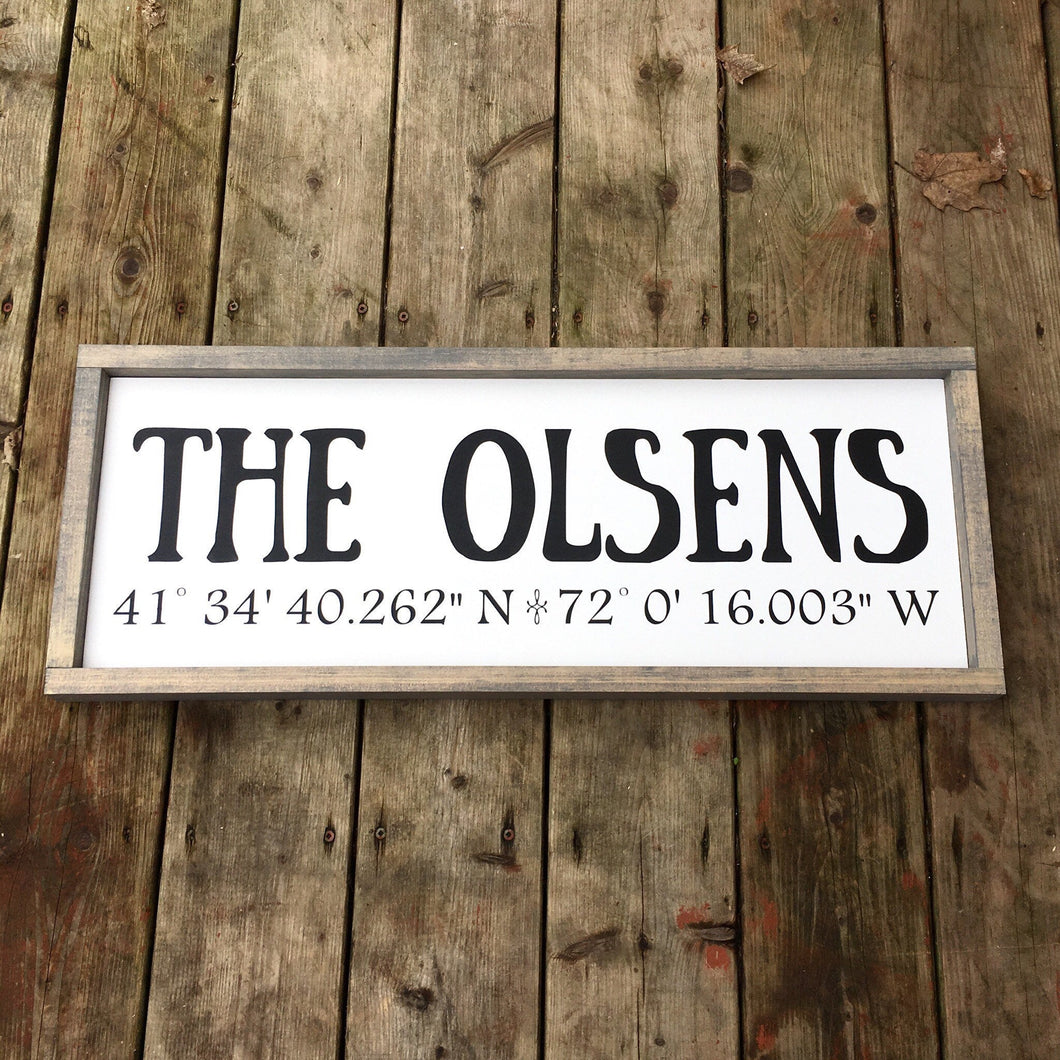 THE OLSENS
41° 34' 40.262" N 72° 0' 16.003" W